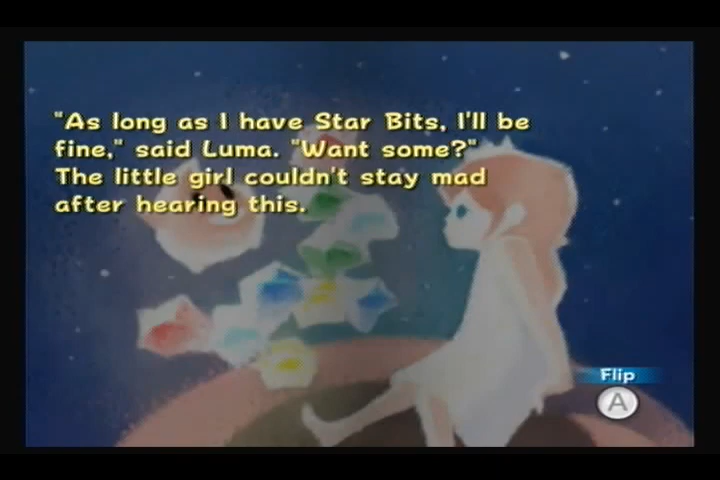 "As long as I have Star Bits, I'll be
fine," said Luma. "Want some?"
The little girl couldn't stay mad
after hearing this.
Flip
A